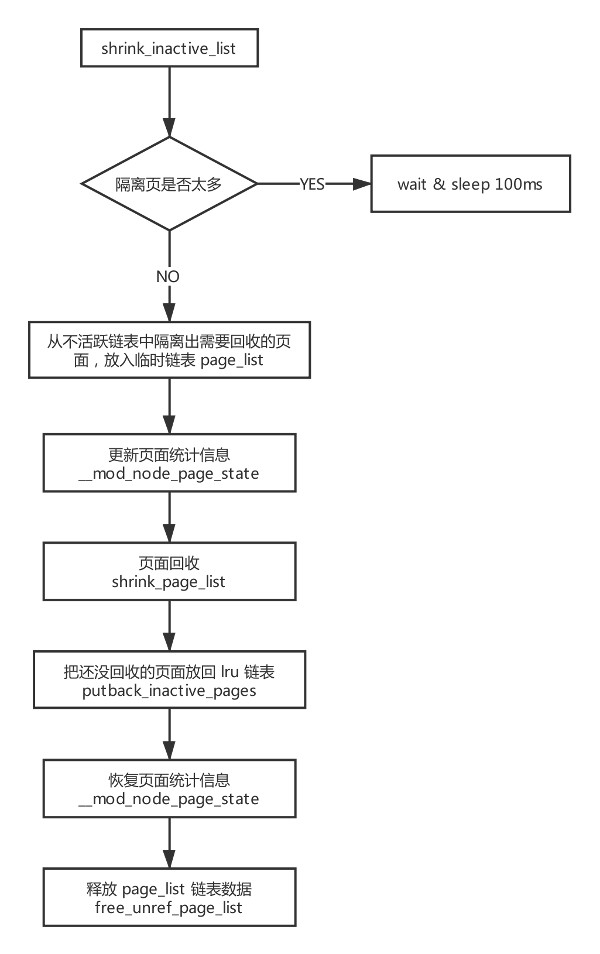 shrink_inactive_list
隔离页是否太多
YES
wait & sleep 100ms
NO
从不活跃链表中隔离出需要回收的页
面，放入临时链表 page_list
更新页面统计信息
__mod_node_page_state
页面回收
shrink_page_list
把还没回收的页面放回 lru 链表
putback_inactive_pages
恢复页面统计信息
__mod_node_page_state
释放 page_list 链表数据
free_unref_page_list